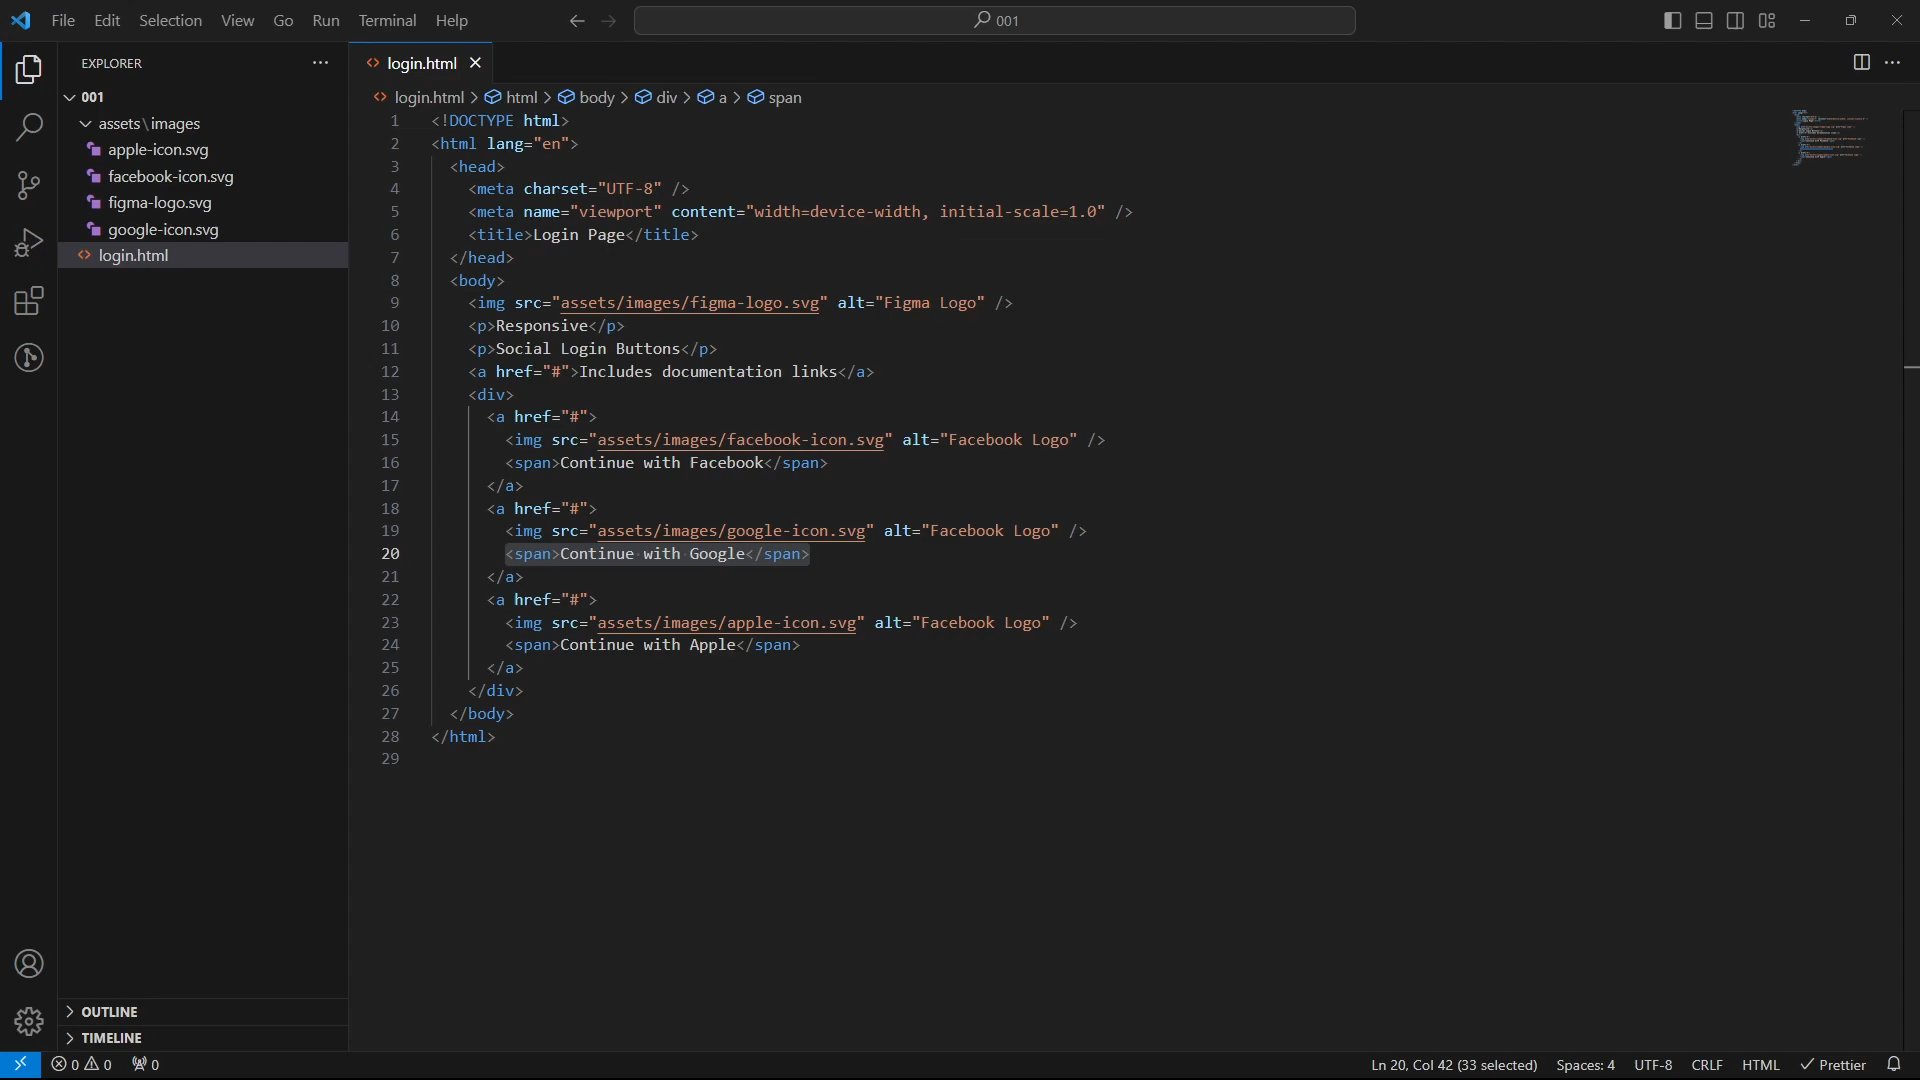 File Edit Selection View Go Run Terminal Help
001
EXPLORER
001
assets\images
apple-icon.svg
facebook-icon.svg
figma-logo.svg
google-icon.svg
login.html
OUTLINE
TIMELINE
login.html
login.html > html > body > div > a > span
1 <!DOCTYPE html>
2 <html lang="en">
3 <head>
4 <meta charset="UTF-8" />
5 <meta name="viewport" content="width=device-width, initial-scale=1.0" />
6 <title>Login Page</title>
7 </head>
8 <body>
9 <img src="assets/images/figma-logo.svg" alt="Figma Logo" />
10 <p>Responsive</p>
11 <p>Social Login Buttons</p>
12 <a href="#">Includes documentation links</a>
13 <div>
14 <a href="#">
15 <img src="assets/images/facebook-icon.svg" alt="Facebook Logo" />
16 <span>Continue with Facebook</span>
17 </a>
18 <a href="#">
19 <img src="assets/images/google-icon.svg" alt="Facebook Logo" />
20 <span>Continue with Google</span>
21 </a>
22 <a href="#">
23 <img src="assets/images/apple-icon.svg" alt="Facebook Logo" />
24 <span>Continue with Apple</span>
25 </a>
26 </div>
27 </body>
28 </html>
29
0 0 0
Ln 20, Col 42 (33 selected) Spaces: 4 UTF-8 CRLF HTML Prettier